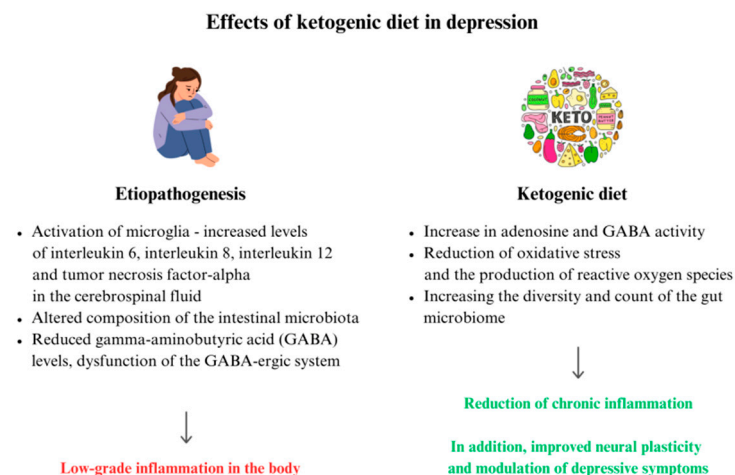 Effects of ketogenic diet in depression
KETO
Etiopathogenesis
• Activation of microglia - increased levels
of interleukin 6, interleukin 8, interleukin 12
and tumor necrosis factor-alpha
in the cerebrospinal fluid
• Altered composition of the intestinal microbiota
• Reduced gamma-aminobutyric acid (GABA)
levels, dysfunction of the GABA-ergic system
Low-grade inflammation in the body
Ketogenic diet
• Increase in adenosine and GABA activity
• Reduction of oxidative stress
and the production of reactive oxygen species
• Increasing the diversity and count of the gut
microbiome
Reduction of chronic inflammation
In addition, improved neural plasticity
and modulation of depressive symptoms